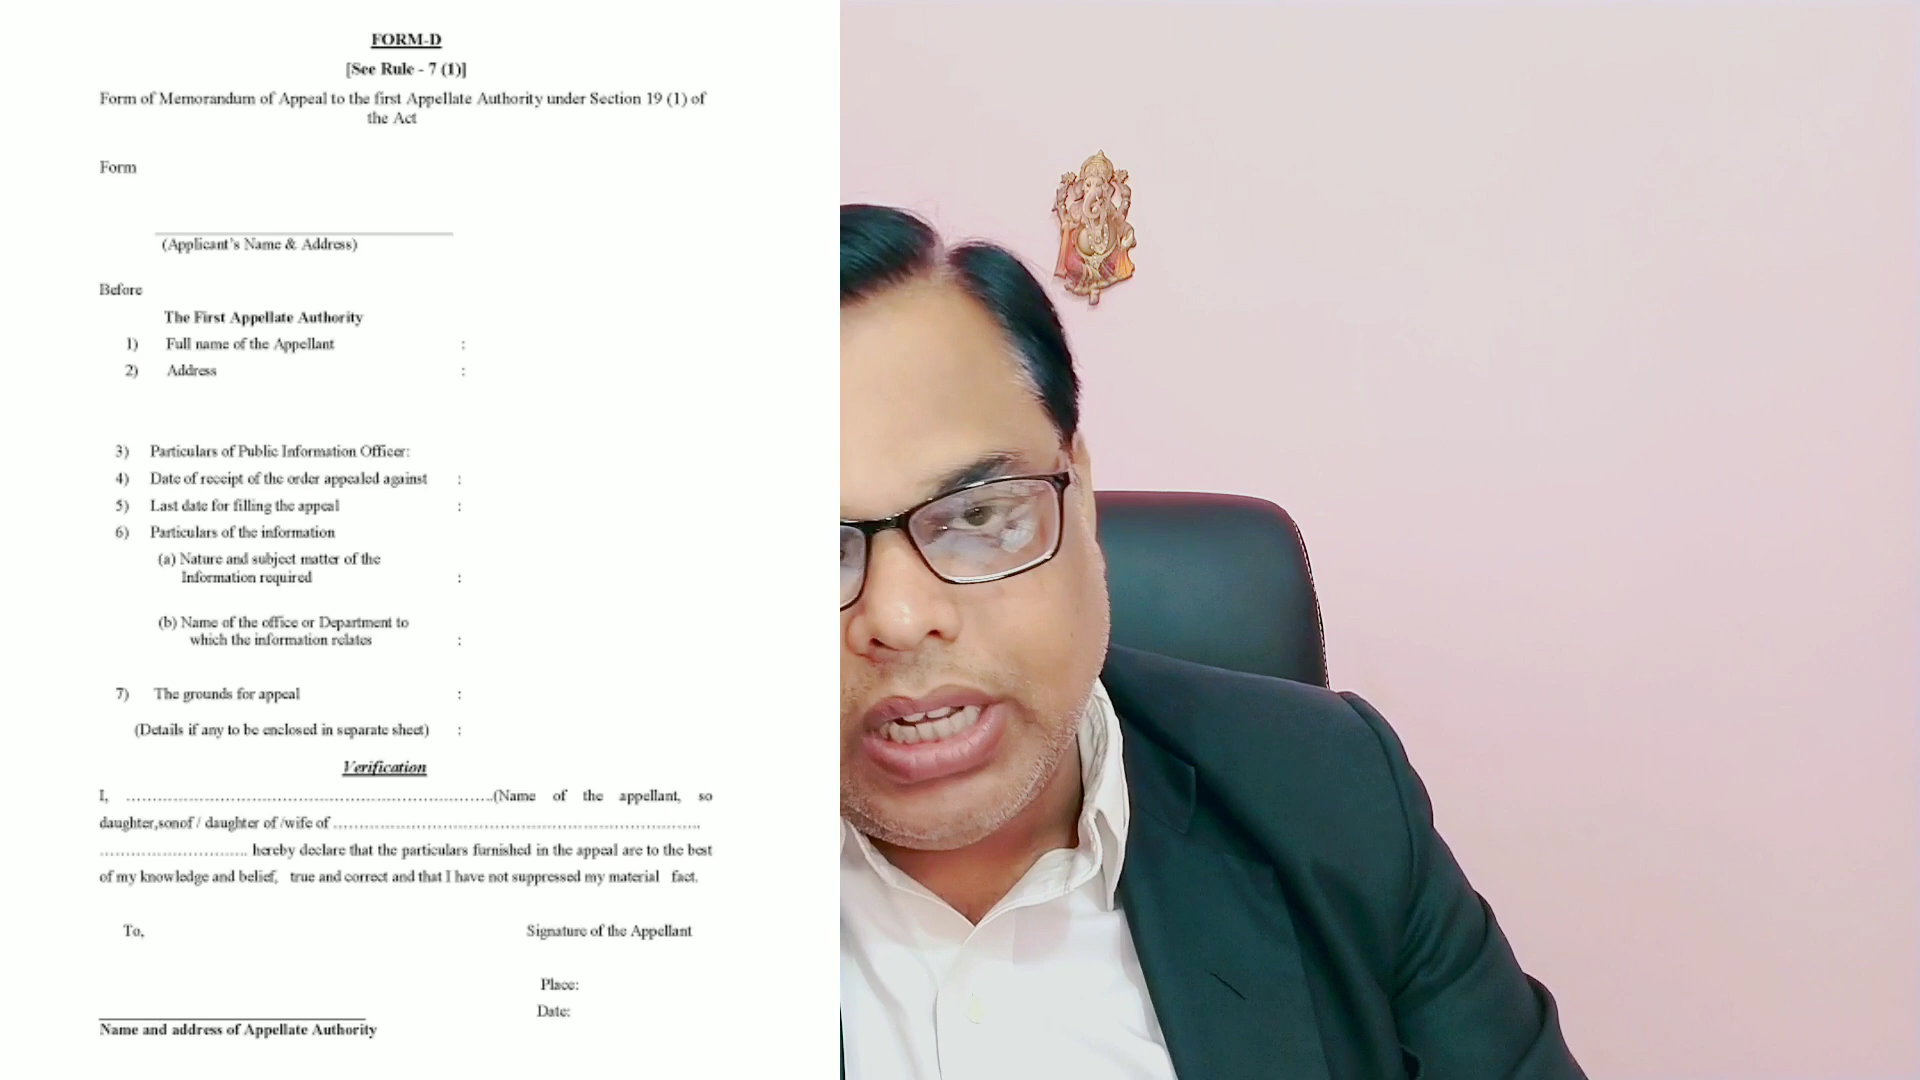 FORM-D
[See Rule - 7 (1)]
Form of Memorandum of Appeal to the first Appellate Authority under Section 19 (1) of
the Act
Form
(Applicant's Name & Address)
Before
The First Appellate Authority
1) Full name of the Appellant :
2) Address :
3) Particulars of Public Information Officer:
4) Date of receipt of the order appealed against :
5) Last date for filling the appeal :
6) Particulars of the information
(a) Nature and subject matter of the
Information required :
(b) Name of the office or Department to
which the information relates :
7) The grounds for appeal :
(Details if any to be enclosed in separate sheet) :
Verification
I, ……………………………………………………………………….(Name of the appellant, so
daughter,sonof / daughter of /wife of ………………………………………………………………………..
………………………….. hereby declare that the particulars furnished in the appeal are to the best
of my knowledge and belief, true and correct and that I have not suppressed my material fact.
To, Signature of the Appellant
Place:
Date:
Name and address of Appellate Authority